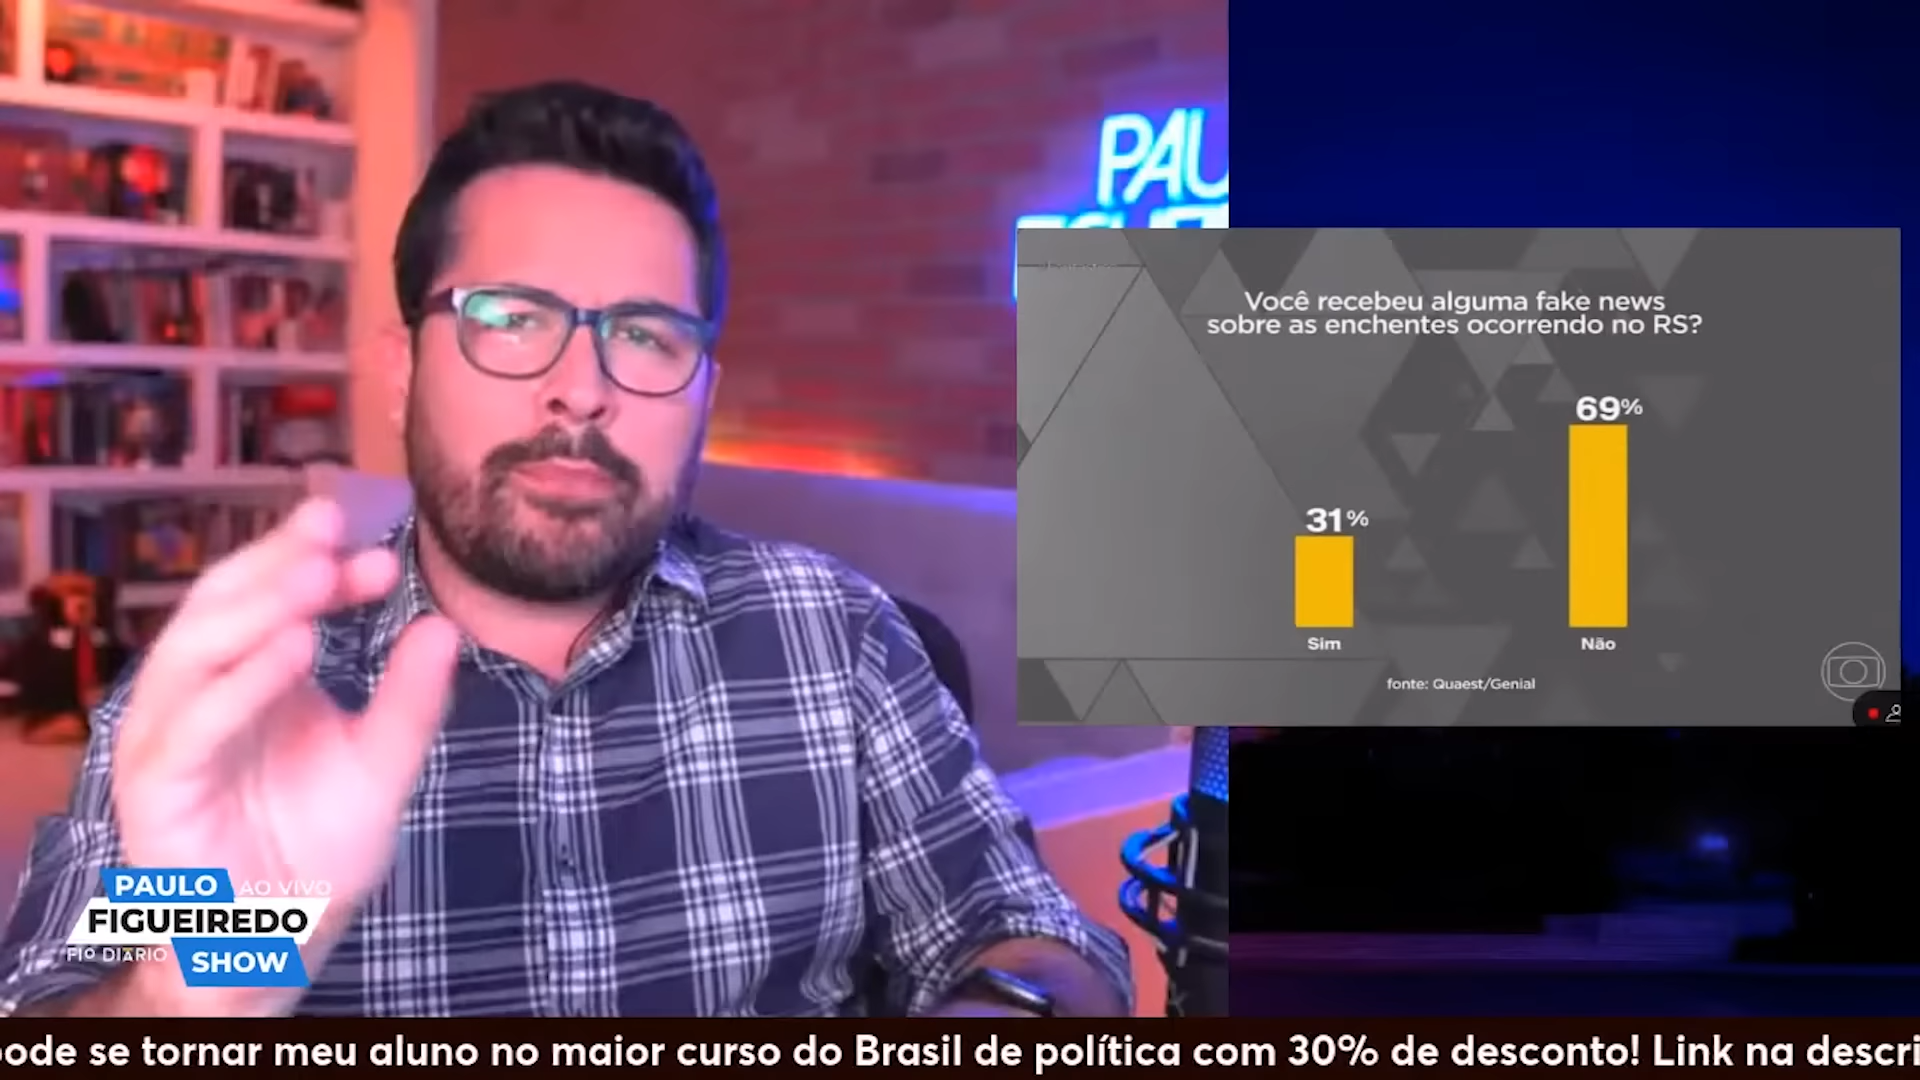 PAU
Você recebeu alguma fake news
sobre as enchentes ocorrendo no RS?
69%
31%
Sim
Não
fonte: Quaest/Genial
PAULO AO VIVO
FIGUEIREDO
DIÁRIO
SHOW
pode se tornar meu aluno no maior curso do Brasil de política com 30% de desconto! Link na descri